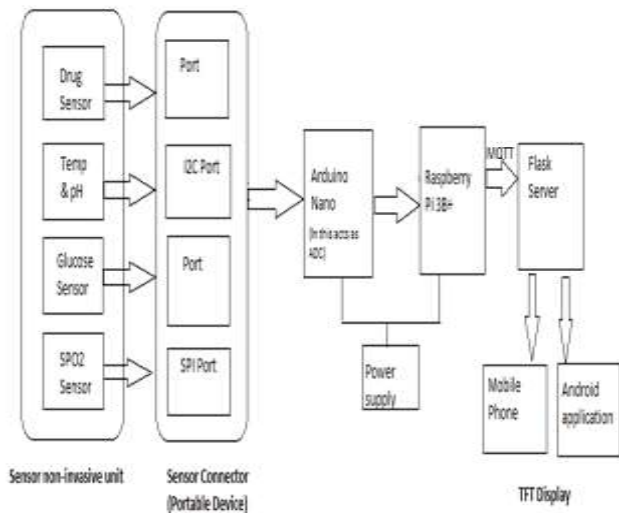 Drug
Sensor
Temp
& pH
Glucose
Sensor
SPO2
Sensor
Sensor non-invasive unit
Port
I2C Port
Port
SPI Port
Sensor Connector
(Portable Device)
Arduino
Nano
(In this acts as
ADC)
Raspberry
PI 3B+
MQTT
Flask
Server
Power
supply
Mobile
Phone
Android
application
TFT Display